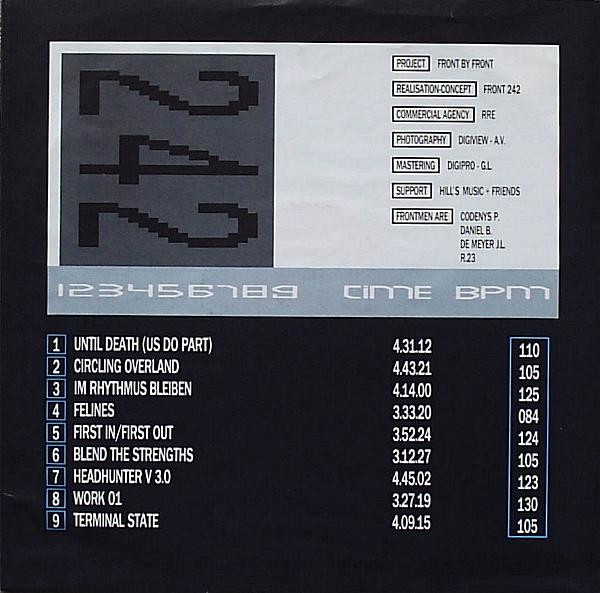 242
PROJECT FRONT BY FRONT
REALISATION-CONCEPT FRONT 242
COMMERCIAL AGENCY RRE
PHOTOGRAPHY DIGIVIEW - A.V.
MASTERING DIGIPRO - G.L
SUPPORT HILL'S MUSIC + FRIENDS
FRONTMEN ARE CODENYS P.
DANIEL B.
DE MEYER J.L.
R.23
123456789 TIME BPM
1 UNTIL DEATH (US DO PART) 4.31.12 110
2 CIRCLING OVERLAND 4.43.21 105
3 IM RHYTHMUS BLEIBEN 4.14.00 125
4 FELINES 3.33.20 084
5 FIRST IN/FIRST OUT 3.52.24 124
6 BLEND THE STRENGTHS 3.12.27 105
7 HEADHUNTER V 3.0 4.45.02 123
8 WORK 01 3.27.19 130
9 TERMINAL STATE 4.09.15 105